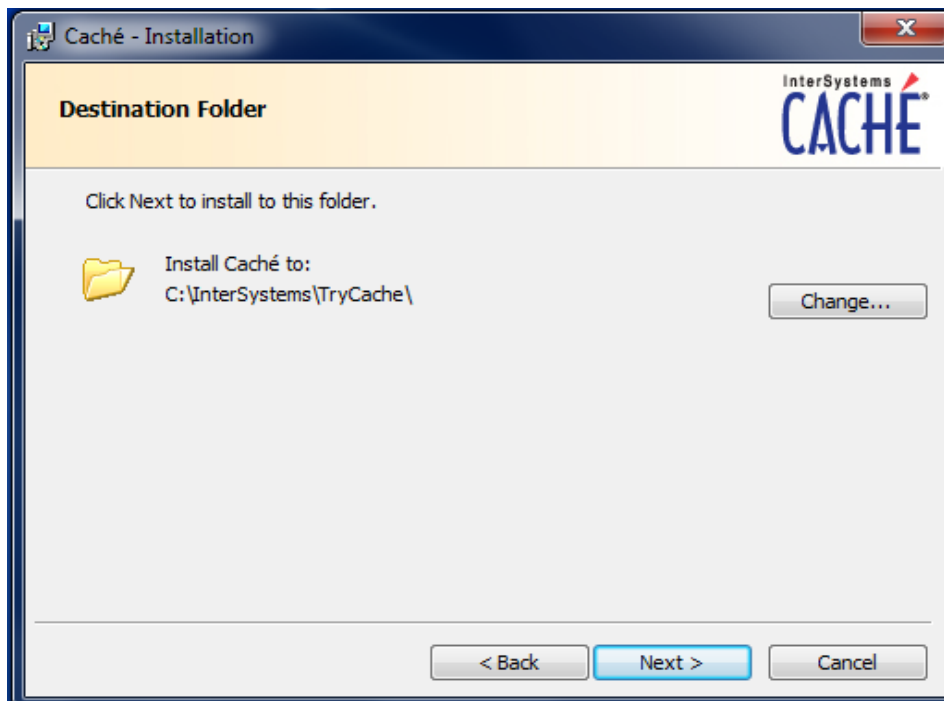 Caché - Installation
Destination Folder
InterSystems
CACHÉ®
Click Next to install to this folder.
Install Caché to:
C:\InterSystems\TryCache\
Change...
< Back
Next >
Cancel